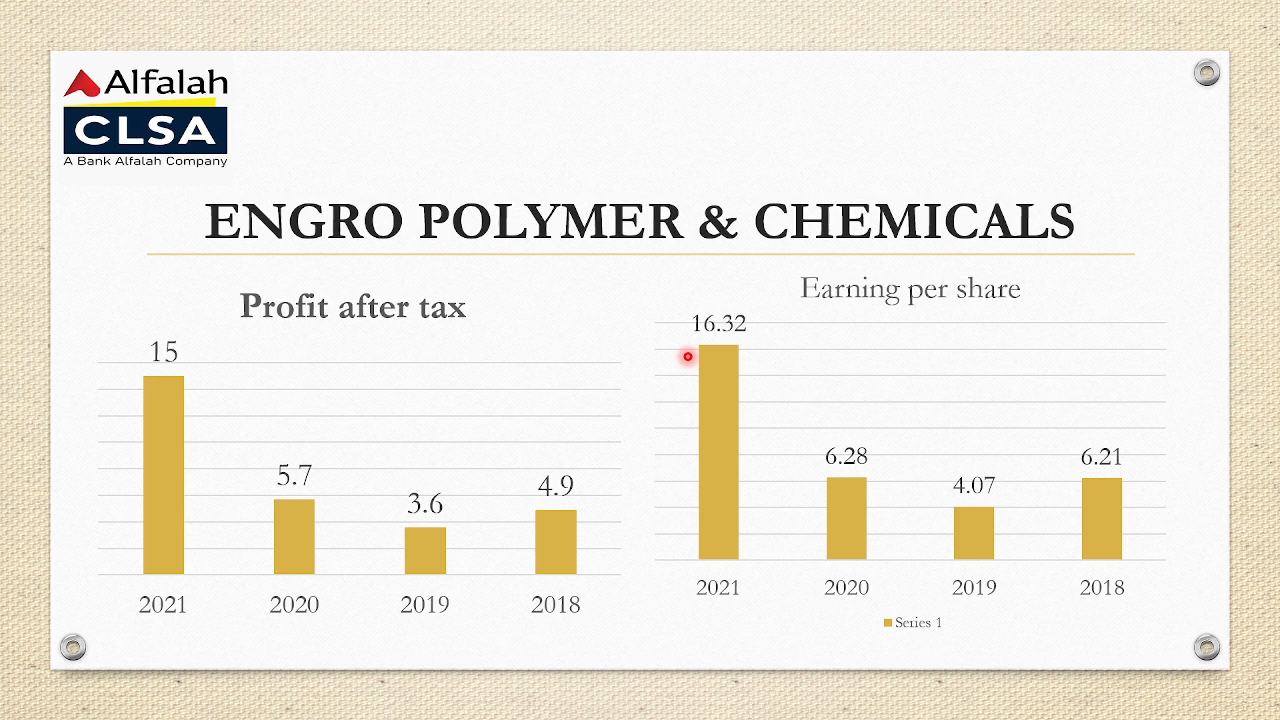 Alfalah
CLSA
A Bank Alfalah Company
ENGRO POLYMER & CHEMICALS
Profit after tax
15
5.7
3.6
4.9
2021 2020 2019 2018
Earning per share
16.32
6.28
4.07
6.21
2021 2020 2019 2018
Series 1